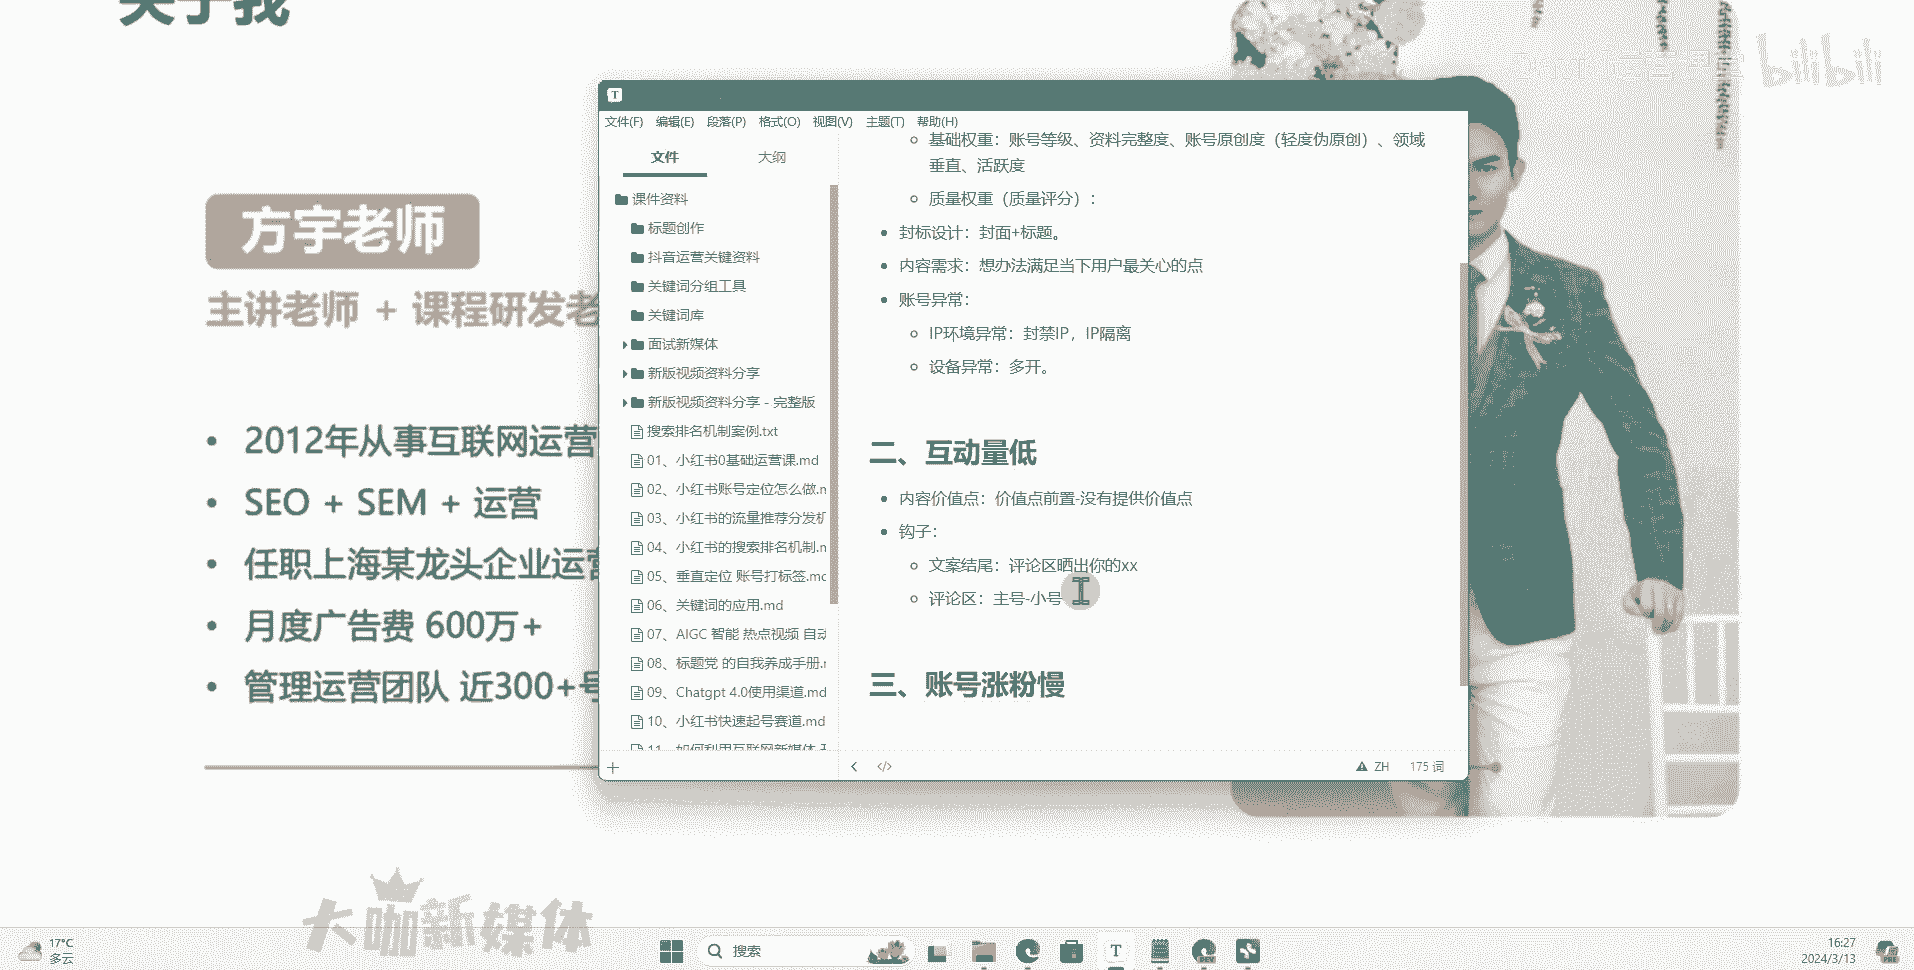 关于我
bilibili
方宇老师
主讲老师 + 课程研发老
• 2012年从事互联网运营
• SEO + SEM + 运营
• 任职上海某龙头企业运营
• 月度广告费 600万+
• 管理运营团队 近300+号
大咖新媒体
T
文件(F) 编辑(E) 段落(P) 格式(O) 视图(V) 主题(T) 帮助(H)
文件 大纲
课件资料
标题创作
抖音运营关键资料
关键词分组工具
关键词库
面试新媒体
新版视频资料分享
新版视频资料分享 - 完整版
搜索排名机制案例.txt
01、小红书0基础运营课.md
02、小红书账号定位怎么做.m
03、小红书的流量推荐分发机
04、小红书的搜索排名机制.m
05、垂直定位 账号打标签.md
06、关键词的应用.md
07、AIGC 智能 热点视频 自动
08、标题党 的自我养成手册.m
09、Chatgpt 4.0使用渠道.md
10、小红书快速起号赛道.md
11、如何利用互联网新媒体
基础权重：账号等级、资料完整度、账号原创度（轻度伪原创）、领域
垂直、活跃度
质量权重（质量评分）：
• 封标设计：封面+标题。
• 内容需求：想办法满足当下用户最关心的点
• 账号异常：
IP环境异常：封禁IP，IP隔离
设备异常：多开。
二、互动量低
• 内容价值点：价值点前置-没有提供价值点
• 钩子：
文案结尾：评论区晒出你的xx
评论区：主号-小号
三、账号涨粉慢
ZH 175 词
17°C
多云
搜索
T
16:27
2024/3/13